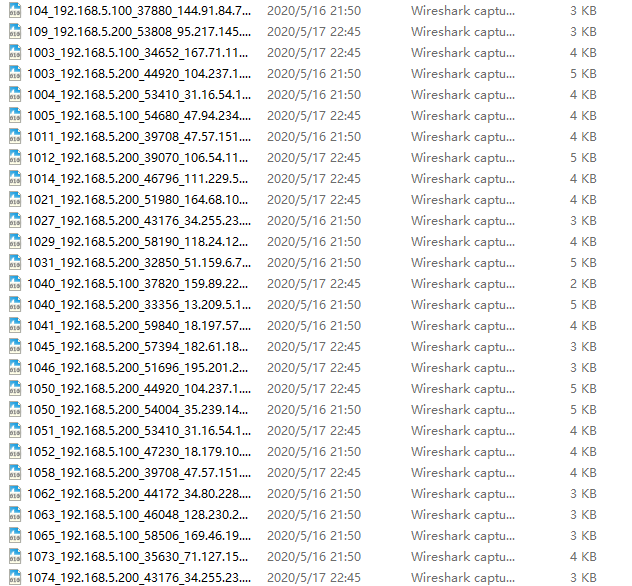 104_192.168.5.100_37880_144.91.84.7... 2020/5/16 21:50 Wireshark captu... 3 KB
109_192.168.5.200_53808_95.217.145.... 2020/5/17 22:45 Wireshark captu... 3 KB
1003_192.168.5.100_34652_167.71.11... 2020/5/17 22:45 Wireshark captu... 4 KB
1003_192.168.5.200_44920_104.237.1.... 2020/5/16 21:50 Wireshark captu... 5 KB
1004_192.168.5.200_53410_31.16.54.1... 2020/5/16 21:50 Wireshark captu... 4 KB
1005_192.168.5.100_54680_47.94.234.... 2020/5/17 22:45 Wireshark captu... 4 KB
1011_192.168.5.200_39708_47.57.151.... 2020/5/16 21:50 Wireshark captu... 4 KB
1012_192.168.5.200_39070_106.54.11... 2020/5/17 22:45 Wireshark captu... 5 KB
1014_192.168.5.200_46796_111.229.5... 2020/5/17 22:45 Wireshark captu... 4 KB
1021_192.168.5.200_51980_164.68.10... 2020/5/17 22:45 Wireshark captu... 4 KB
1027_192.168.5.200_43176_34.255.23.... 2020/5/16 21:50 Wireshark captu... 3 KB
1029_192.168.5.200_58190_118.24.12... 2020/5/16 21:50 Wireshark captu... 4 KB
1031_192.168.5.200_32850_51.159.6.7... 2020/5/16 21:50 Wireshark captu... 5 KB
1040_192.168.5.100_37820_159.89.22... 2020/5/17 22:45 Wireshark captu... 2 KB
1040_192.168.5.200_33356_13.209.5.1... 2020/5/16 21:50 Wireshark captu... 5 KB
1041_192.168.5.200_59840_18.197.57.... 2020/5/16 21:50 Wireshark captu... 4 KB
1045_192.168.5.200_57394_182.61.18... 2020/5/17 22:45 Wireshark captu... 3 KB
1046_192.168.5.200_51696_195.201.2... 2020/5/17 22:45 Wireshark captu... 3 KB
1050_192.168.5.200_44920_104.237.1.... 2020/5/17 22:45 Wireshark captu... 5 KB
1050_192.168.5.200_54004_35.239.14... 2020/5/16 21:50 Wireshark captu... 5 KB
1051_192.168.5.200_53410_31.16.54.1... 2020/5/17 22:45 Wireshark captu... 4 KB
1052_192.168.5.100_47230_18.179.10.... 2020/5/16 21:50 Wireshark captu... 4 KB
1058_192.168.5.200_39708_47.57.151.... 2020/5/17 22:45 Wireshark captu... 4 KB
1062_192.168.5.200_44172_34.80.228.... 2020/5/16 21:50 Wireshark captu... 3 KB
1063_192.168.5.100_46048_128.230.2... 2020/5/16 21:50 Wireshark captu... 3 KB
1065_192.168.5.100_58506_169.46.19.... 2020/5/16 21:50 Wireshark captu... 3 KB
1073_192.168.5.100_35630_71.127.15... 2020/5/16 21:50 Wireshark captu... 4 KB
1074_192.168.5.200_43176_34.255.23.... 2020/5/17 22:45 Wireshark captu... 3 KB